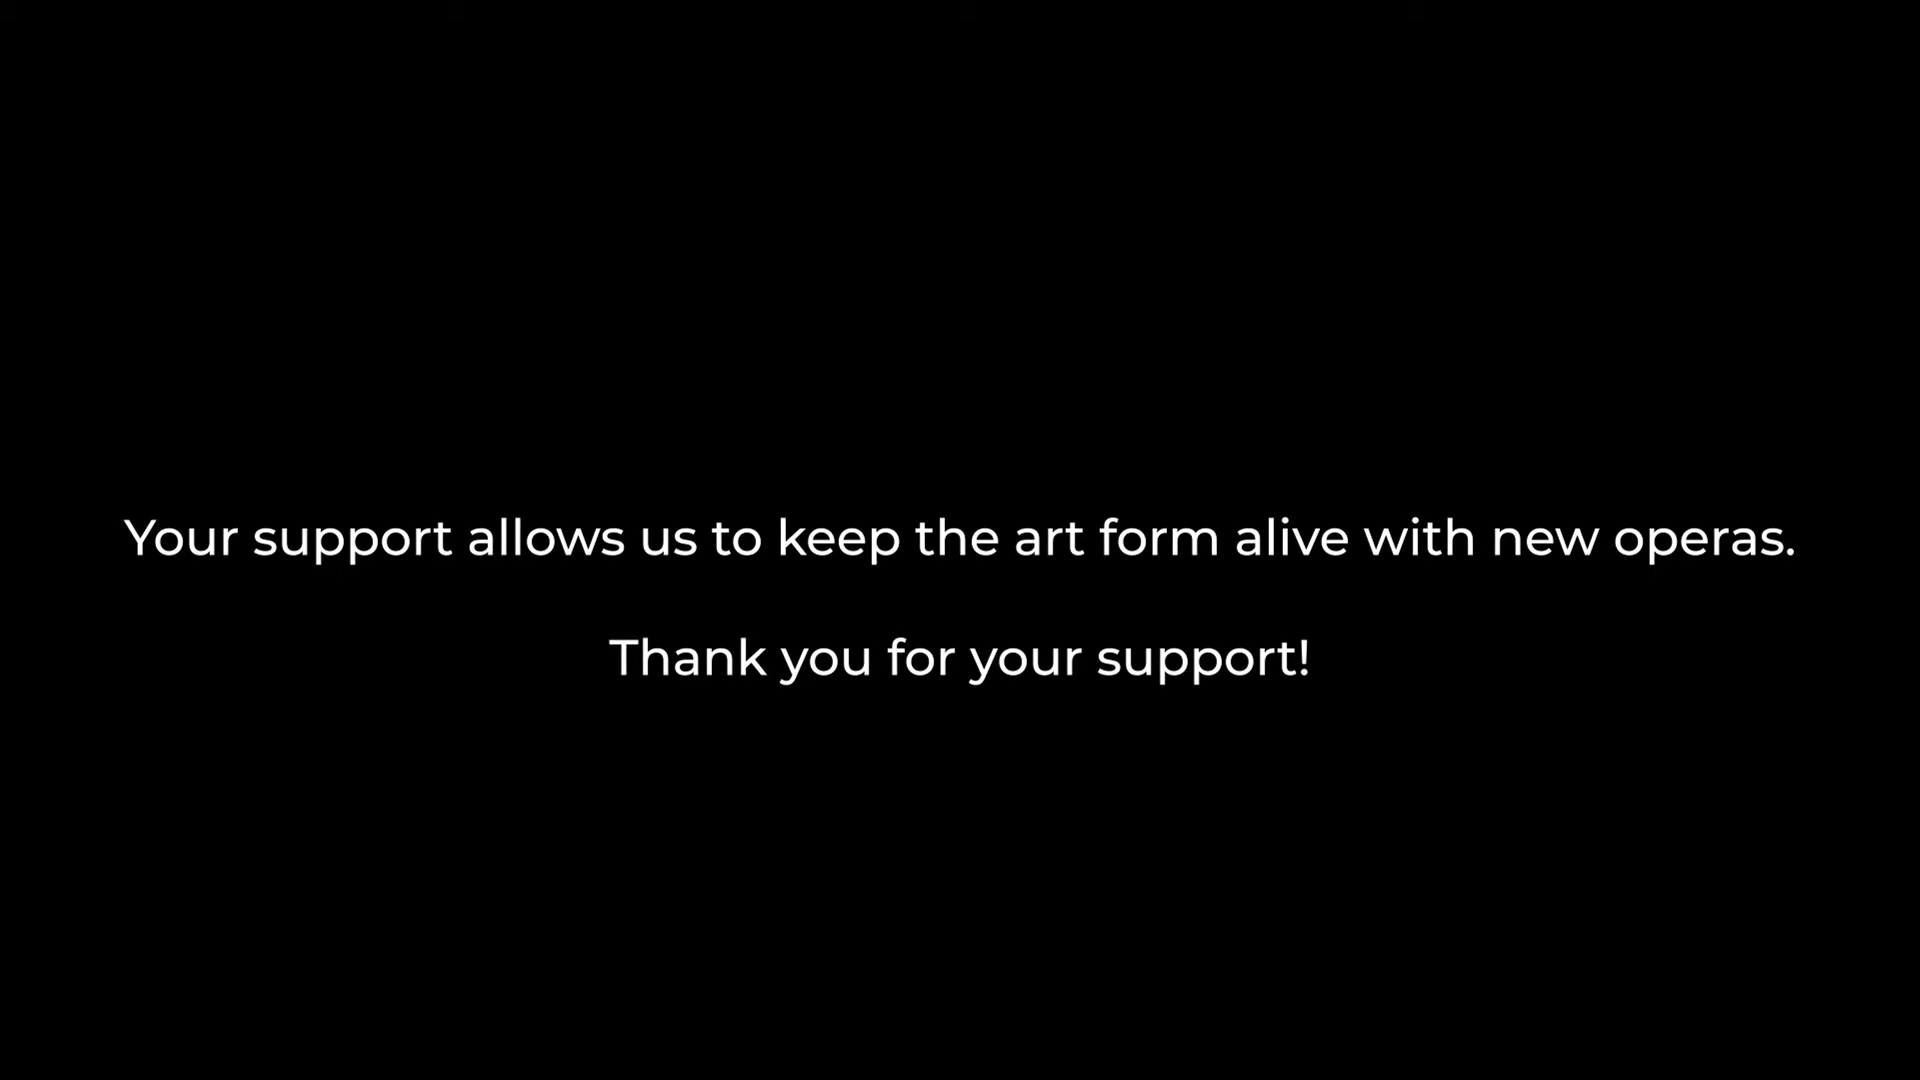 Your support allows us to keep the art form alive with new operas.
Thank you for your support!